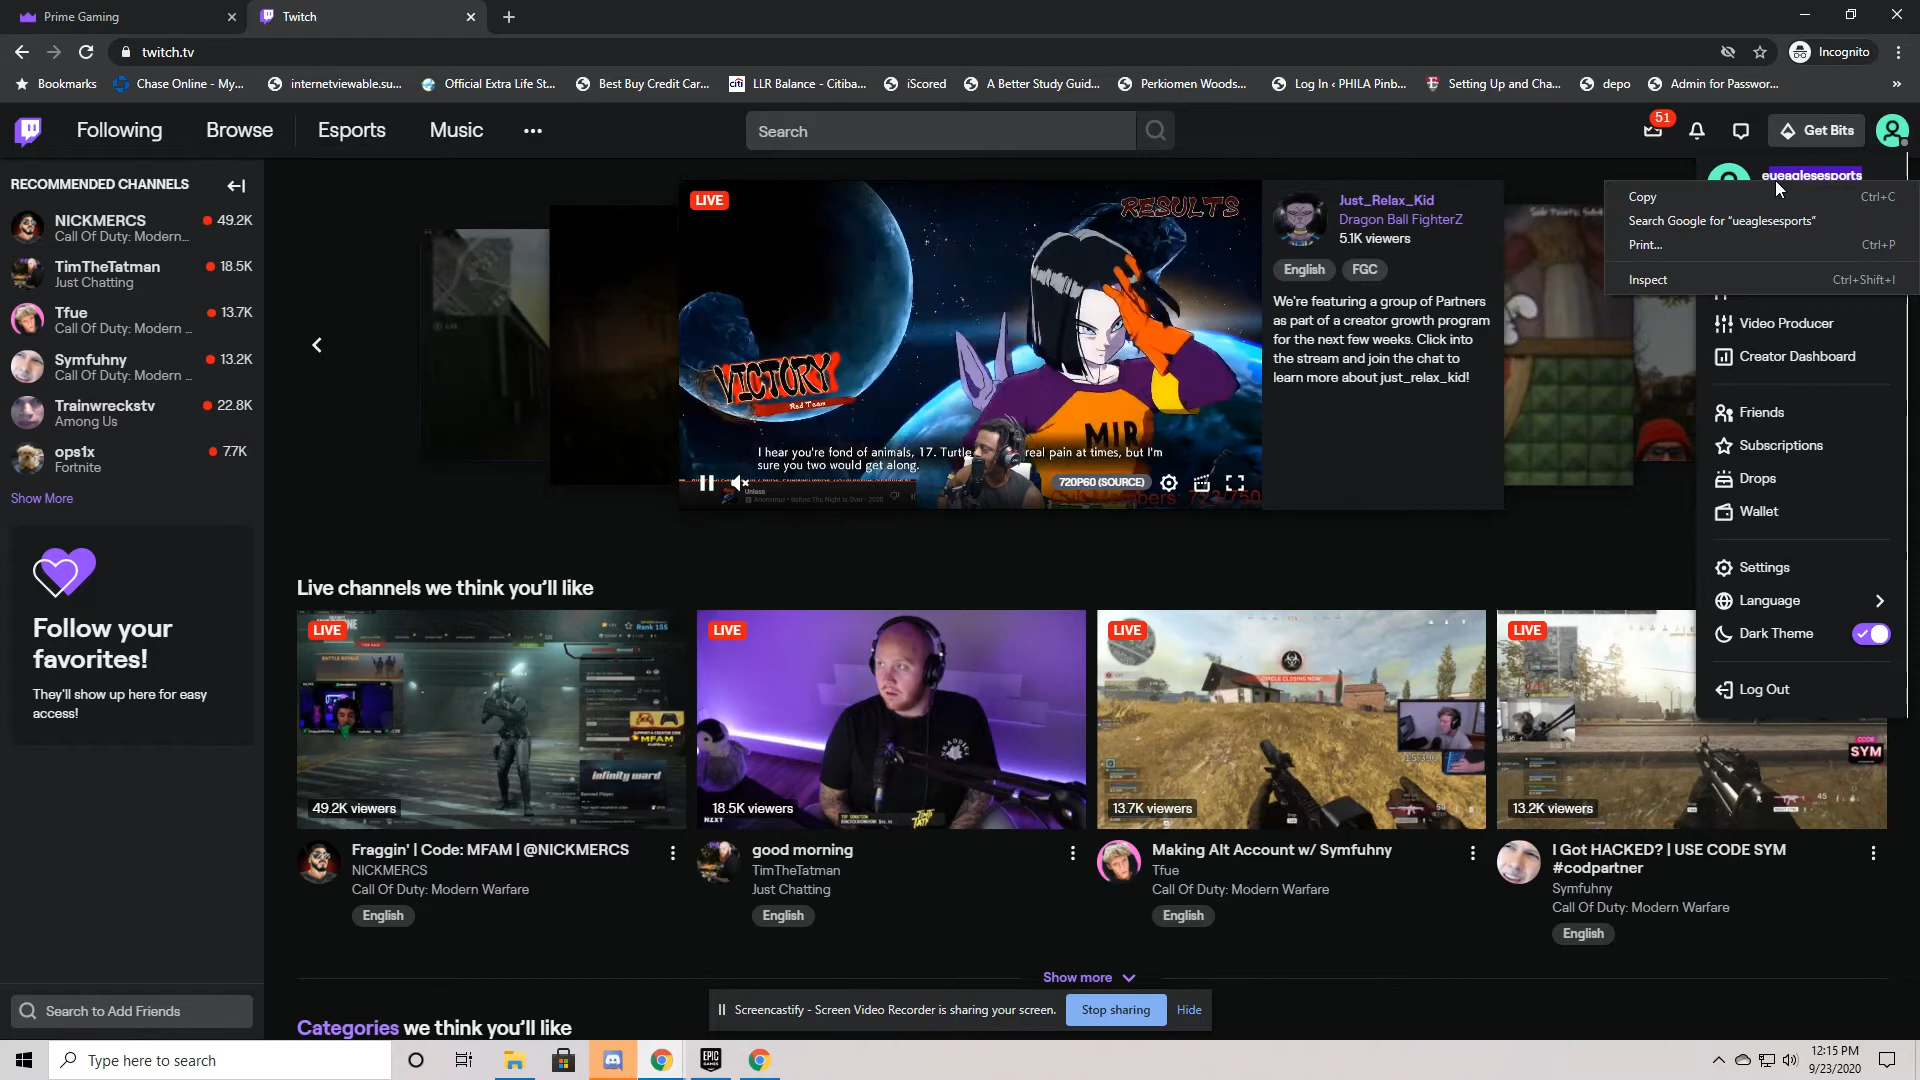 Prime Gaming
Twitch
twitch.tv
Incognito
Bookmarks
Chase Online - My...
internetviewable.su...
Official Extra Life St...
Best Buy Credit Car...
LLR Balance - Citiba...
iScored
A Better Study Guid...
Perkiomen Woods...
Log In ‹ PHILA Pinb...
Setting Up and Cha...
depo
Admin for Passwor...
»
Following
Browse
Esports
Music
Search
51
Get Bits
RECOMMENDED CHANNELS
NICKMERCS
49.2K
Call Of Duty: Modern...
TimTheTatman
18.5K
Just Chatting
Tfue
13.7K
Call Of Duty: Modern ...
Symfuhny
13.2K
Call Of Duty: Modern ...
Trainwreckstv
22.8K
Among Us
ops1x
7.7K
Fortnite
Show More
Follow your
favorites!
They'll show up here for easy
access!
Search to Add Friends
LIVE
RESULTS
VICTORY
Red Team
I hear you're fond of animals, 17. Turtle real pain at times, but I'm
sure you two would get along.
720P60 (SOURCE)
Just_Relax_Kid
Dragon Ball FighterZ
5.1K viewers
English
FGC
We're featuring a group of Partners
as part of a creator growth program
for the next few weeks. Click into
the stream and join the chat to
learn more about just_relax_kid!
eueaglesesports
Copy
Ctrl+C
Search Google for "ueaglesesports"
Print...
Ctrl+P
Inspect
Ctrl+Shift+I
Video Producer
Creator Dashboard
Friends
Subscriptions
Drops
Wallet
Settings
Language
Dark Theme
Log Out
Live channels we think you'll like
LIVE
Rank 155
MFAM
infinity ward
49.2K viewers
Fraggin' | Code: MFAM | @NICKMERCS
NICKMERCS
Call Of Duty: Modern Warfare
English
LIVE
18.5K viewers
good morning
TimTheTatman
Just Chatting
English
LIVE
CIRCLE CLOSING NOW!
13.7K viewers
Making Alt Account w/ Symfuhny
Tfue
Call Of Duty: Modern Warfare
English
LIVE
CODE
SYM
13.2K viewers
I Got HACKED? | USE CODE SYM
#codpartner
Symfuhny
Call Of Duty: Modern Warfare
English
Show more
Categories we think you'll like
Screencastify - Screen Video Recorder is sharing your screen.
Stop sharing
Hide
Type here to search
EPIC
GAMES
12:15 PM
9/23/2020